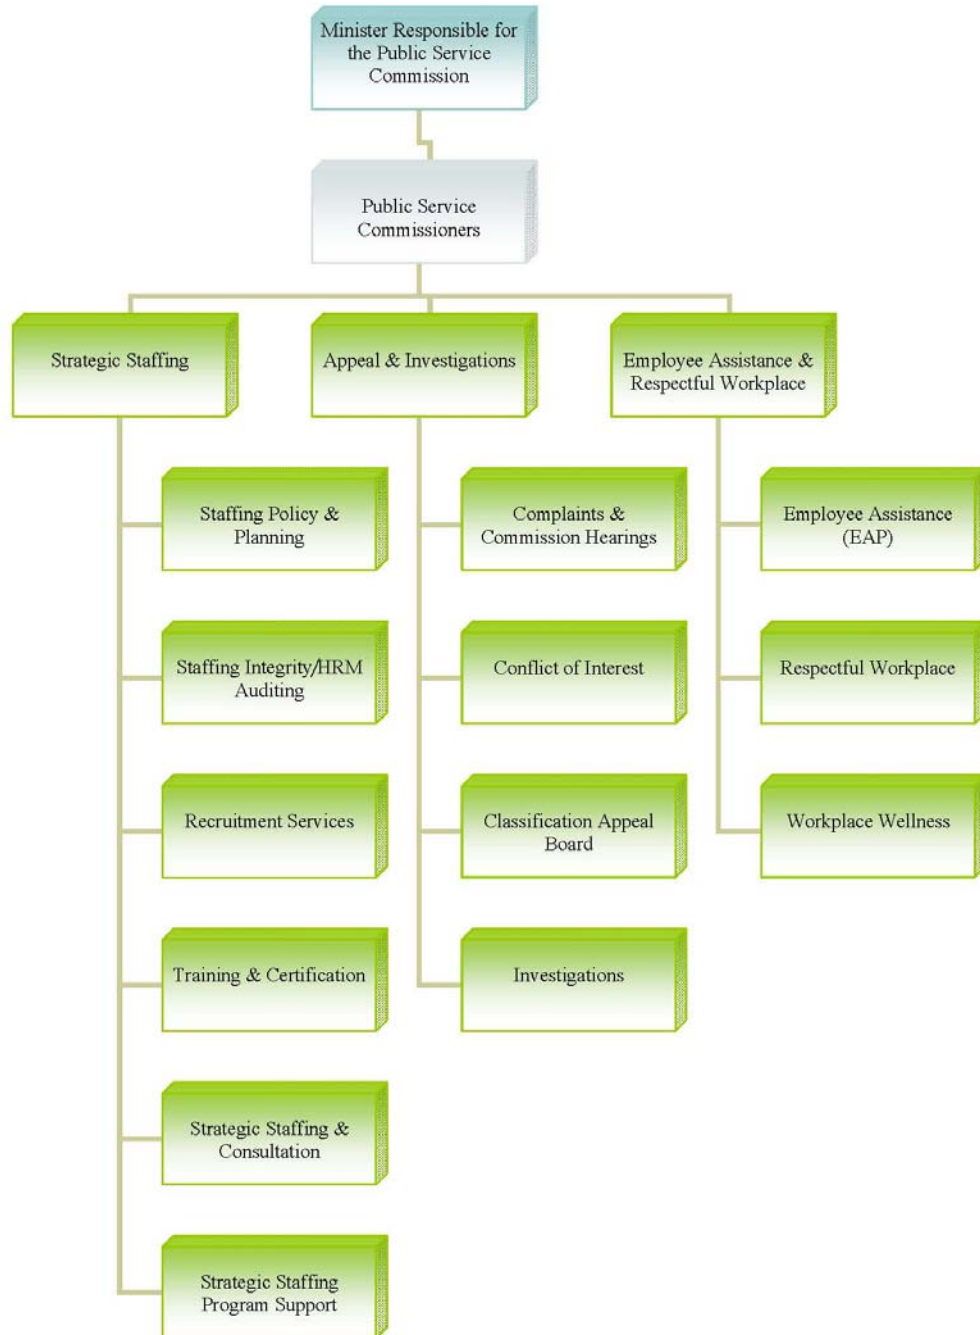 Minister Responsible for
the Public Service
Commission
Public Service
Commissioners
Strategic Staffing
Appeal & Investigations
Employee Assistance &
Respectful Workplace
Staffing Policy &
Planning
Complaints &
Commission Hearings
Employee Assistance
(EAP)
Staffing Integrity/HRM
Auditing
Conflict of Interest
Respectful Workplace
Recruitment Services
Classification Appeal
Board
Workplace Wellness
Training & Certification
Investigations
Strategic Staffing &
Consultation
Strategic Staffing
Program Support